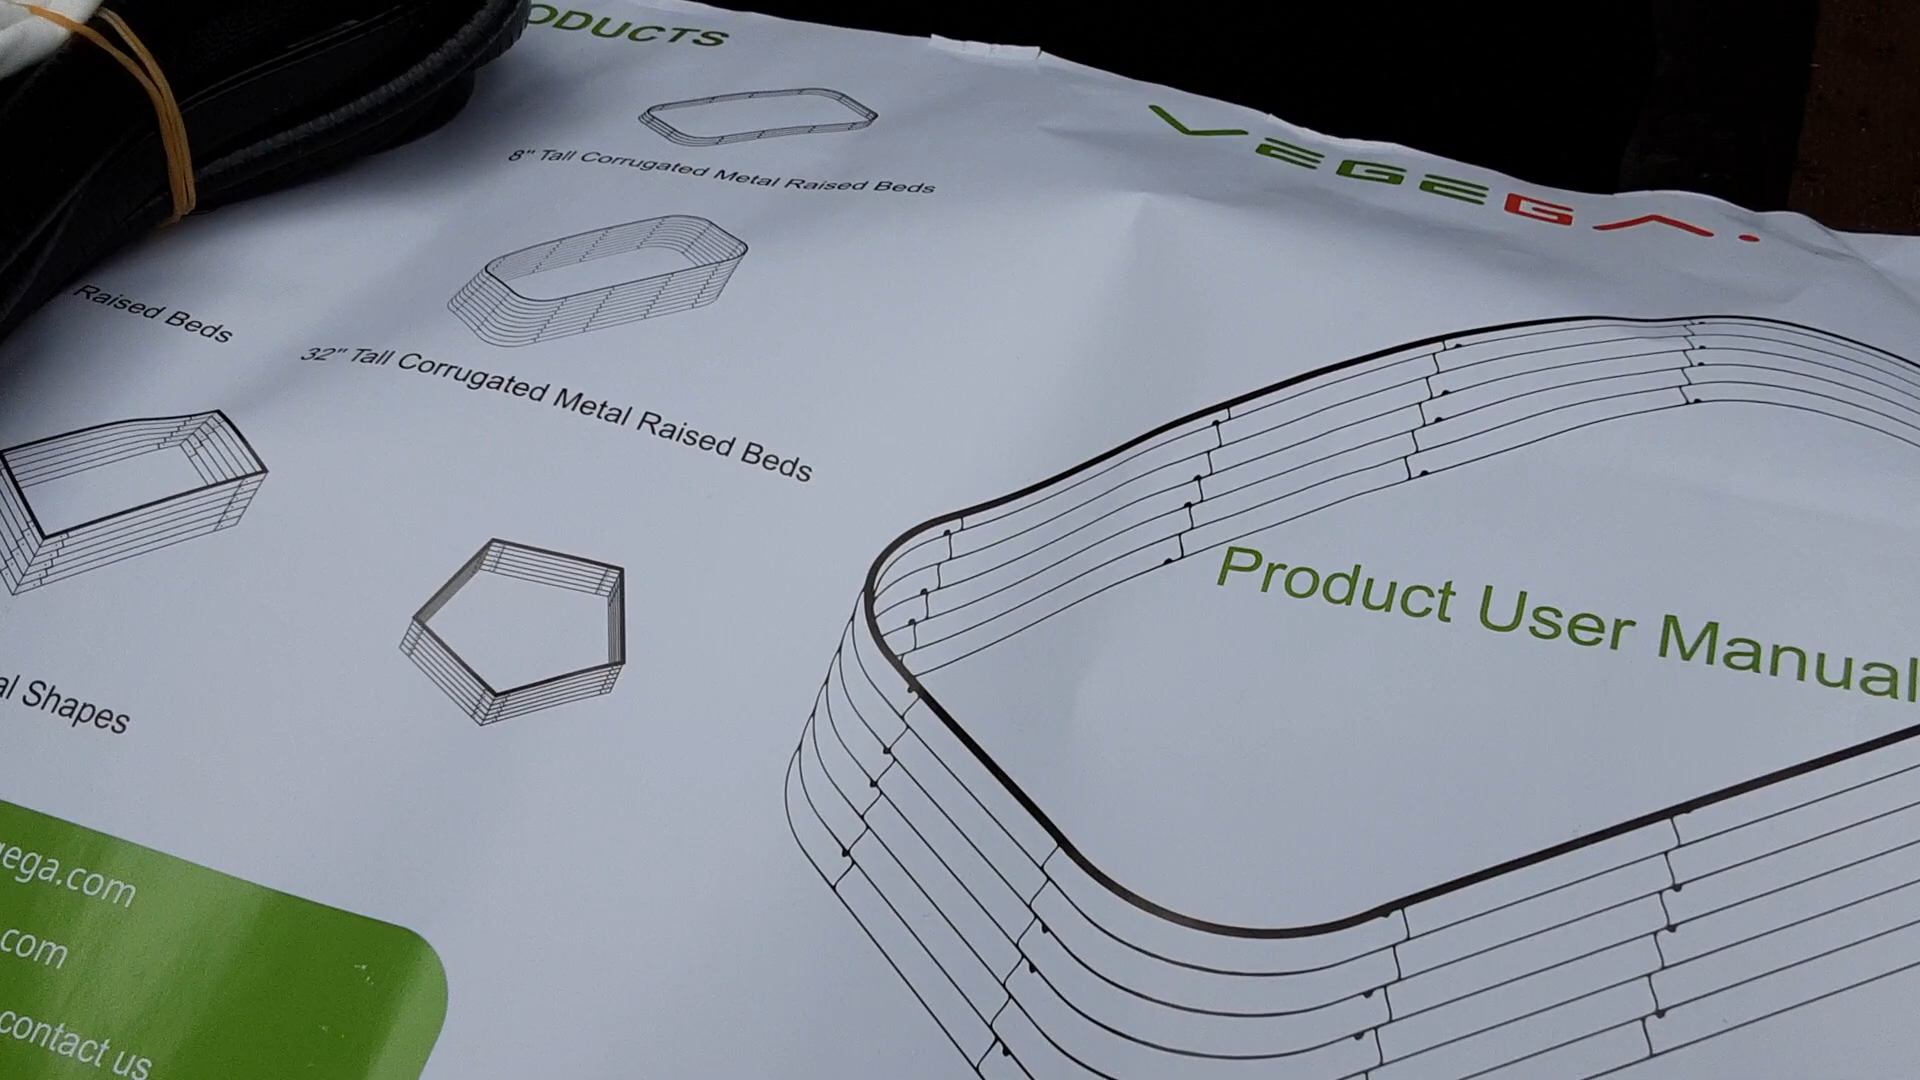 ODUCTS
8" Tall Corrugated Metal Raised Beds
VEGEGA
Raised Beds
32" Tall Corrugated Metal Raised Beds
Product User Manual
al Shapes
ega.com
.com
contact us